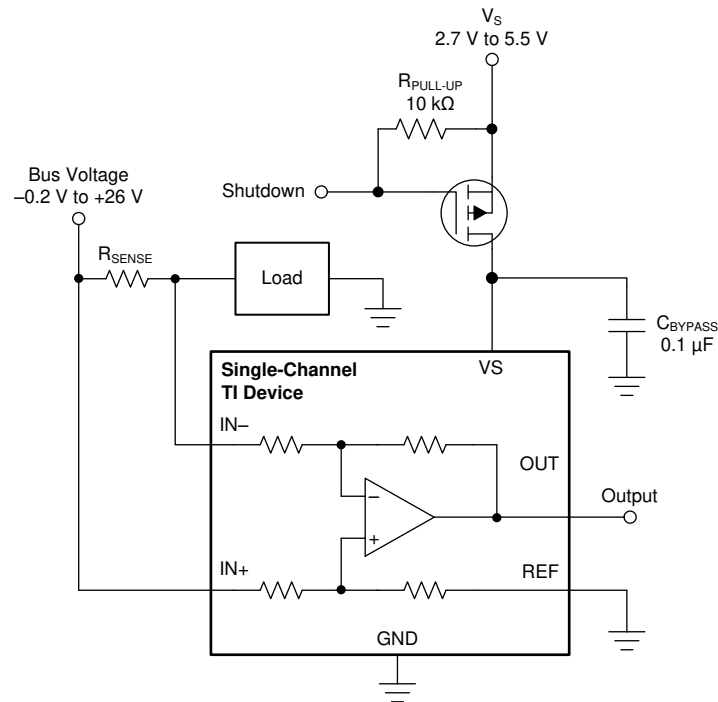 V_S
2.7 V to 5.5 V
R_PULL-UP
10 kΩ
Bus Voltage
–0.2 V to +26 V
Shutdown
R_SENSE
Load
C_BYPASS
0.1 µF
Single-Channel
TI Device
VS
IN–
OUT
–
Output
+
IN+
REF
GND